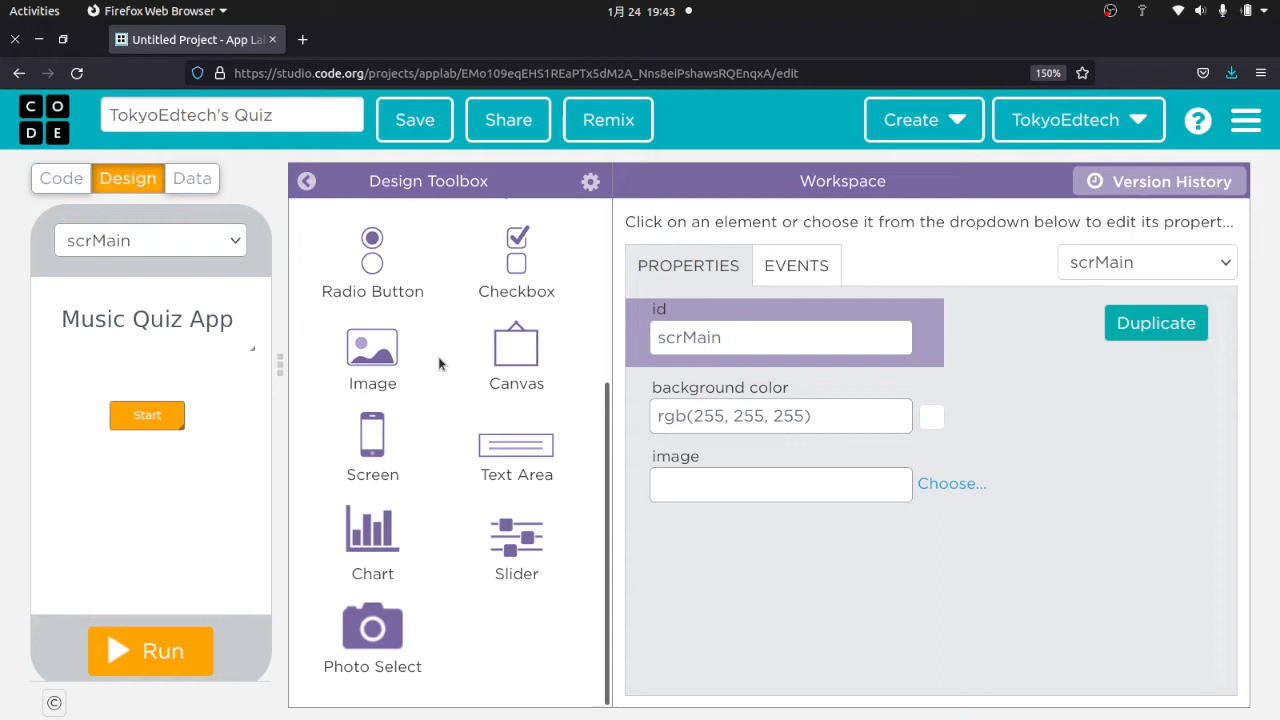 Activities Firefox Web Browser 1月 24 19:43
Untitled Project - App La
https://studio.code.org/projects/applab/EMo109eqEHS1REaPTx5dM2A_Nns8eiPshawsRQEnqxA/edit 150%
CO
DE
TokyoEdtech's Quiz Save Share Remix Create TokyoEdtech ?
Code Design Data
Design Toolbox
Workspace
Version History
scrMain
Music Quiz App
Start
Run
©
Radio Button Checkbox
Image Canvas
Screen Text Area
Chart Slider
Photo Select
Click on an element or choose it from the dropdown below to edit its propert...
PROPERTIES EVENTS scrMain
id
scrMain
Duplicate
background color
rgb(255, 255, 255)
image
Choose...